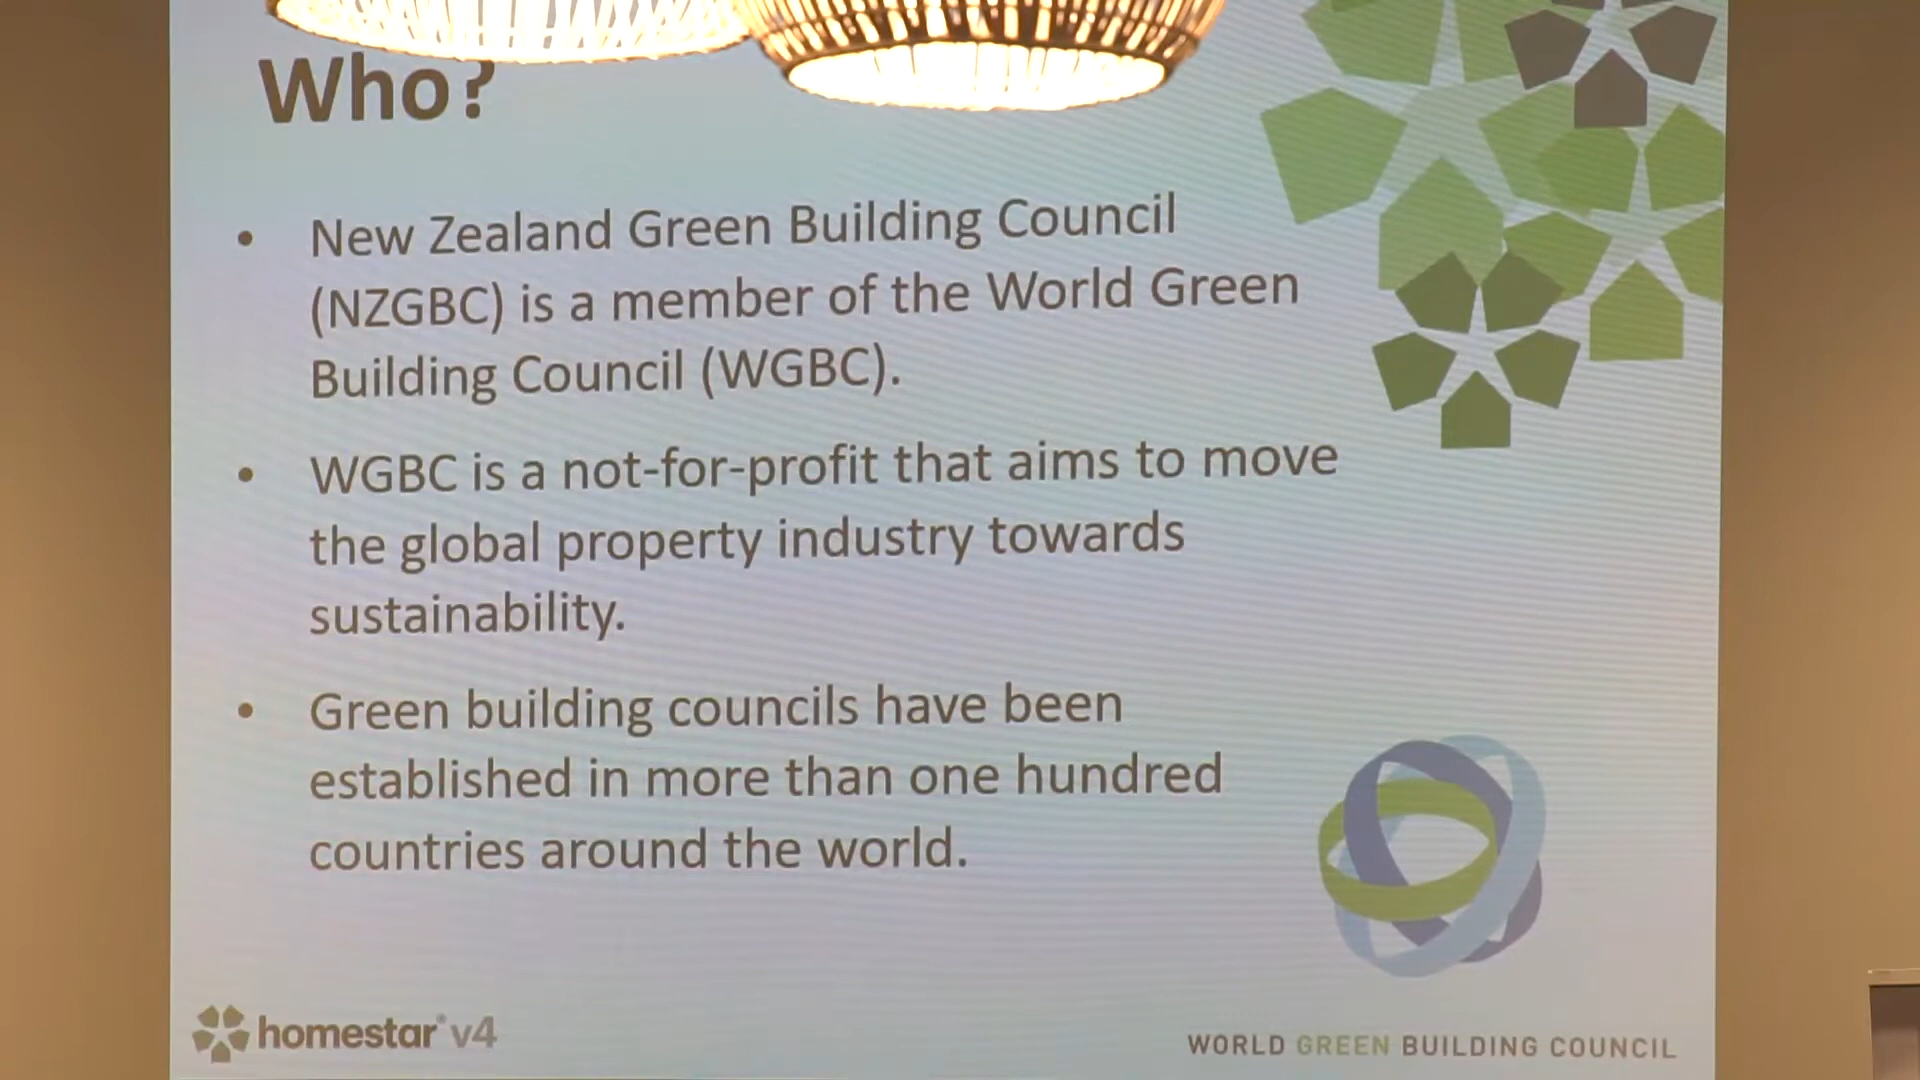 Who?
• New Zealand Green Building Council
(NZGBC) is a member of the World Green
Building Council (WGBC).
• WGBC is a not-for-profit that aims to move
the global property industry towards
sustainability.
• Green building councils have been
established in more than one hundred
countries around the world.
homestar® v4
WORLD GREEN BUILDING COUNCIL